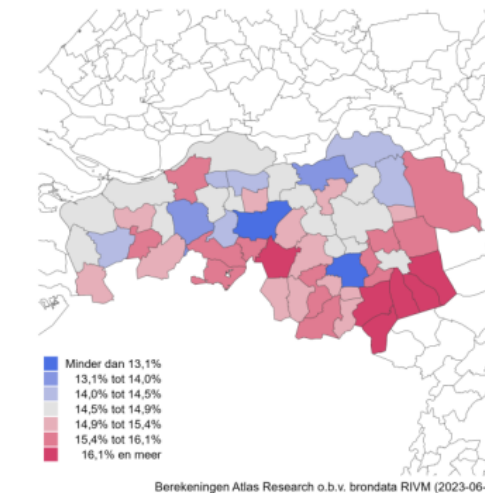 Minder dan 13,1%
13,1% tot 14,0%
14,0% tot 14,5%
14,5% tot 14,9%
14,9% tot 15,4%
15,4% tot 16,1%
16,1% en meer
Berekeningen Atlas Research o.b.v. brondata RIVM (2023-06-